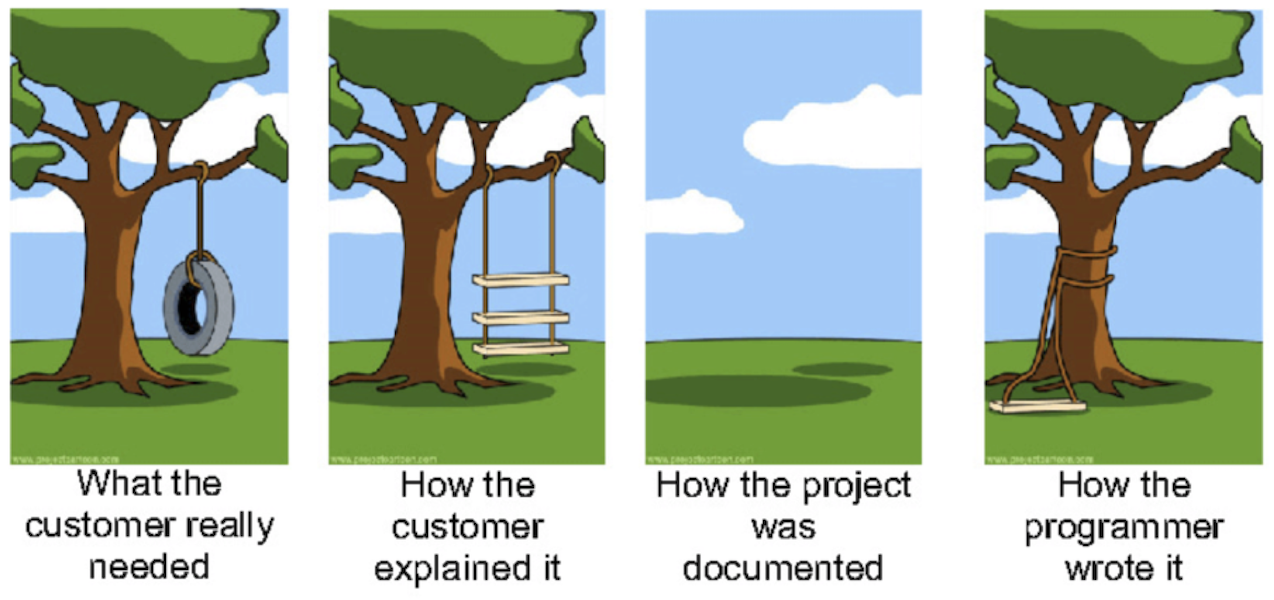 www.projectcartoon.com
www.projectcartoon.com
www.projectcartoon.com
www.projectcartoon.com
What the
customer really
needed
How the
customer
explained it
How the project
was
documented
How the
programmer
wrote it